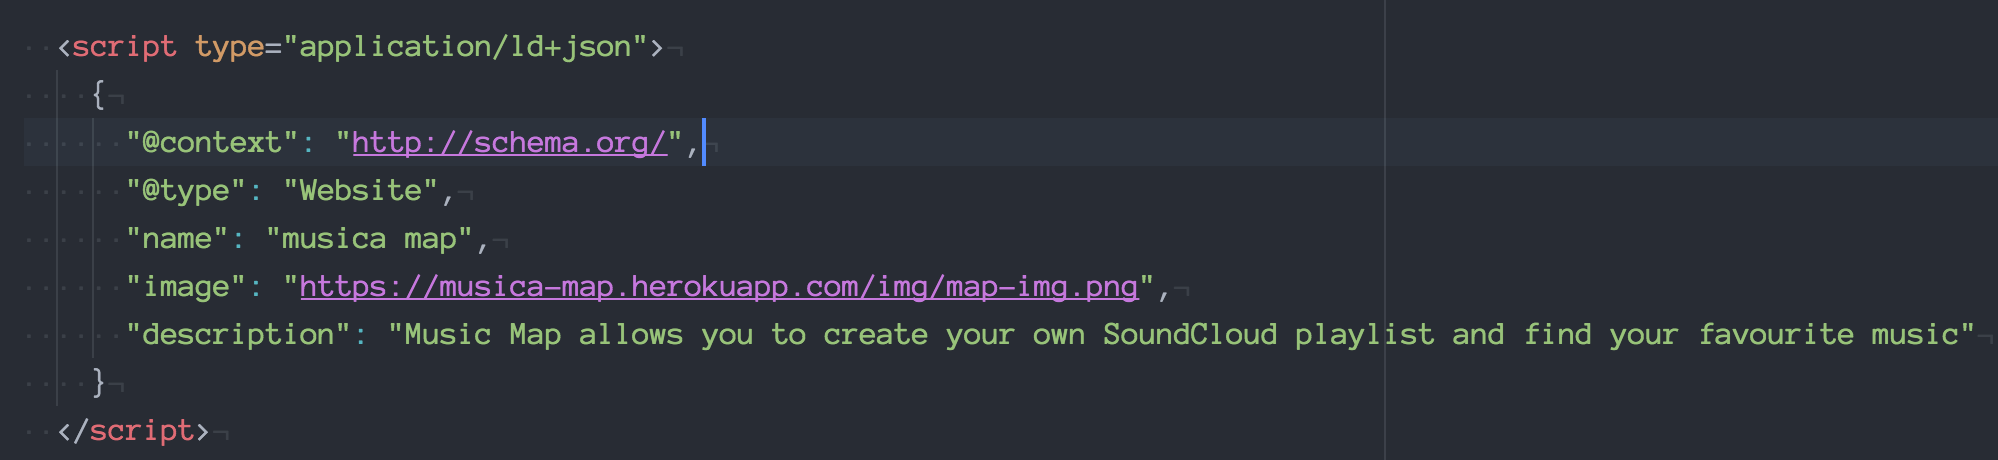 <script type="application/ld+json">
{
"@context": "http://schema.org/",
"@type": "Website",
"name": "musica map",
"image": "https://musica-map.herokuapp.com/img/map-img.png",
"description": "Music Map allows you to create your own SoundCloud playlist and find your favourite music"
}
</script>